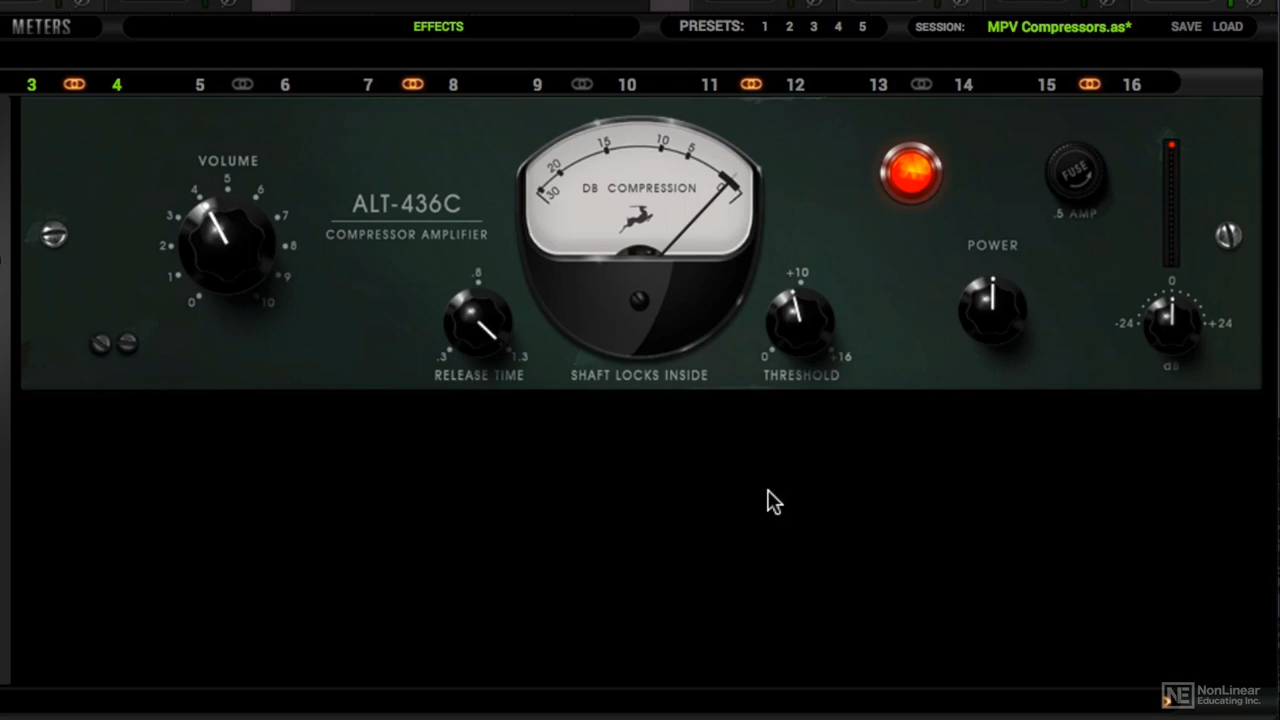 METERS EFFECTS PRESETS: 1 2 3 4 5 SESSION: MPV Compressors.as* SAVE LOAD
3 4 5 6 7 8 9 10 11 12 13 14 15 16
VOLUME
0 1 2 3 4 5 6 7 8 9 10
ALT-436C
COMPRESSOR AMPLIFIER
.8
.3 1.3
RELEASE TIME
30 20 15 10 5 0
DB COMPRESSION
SHAFT LOCKS INSIDE
+10
0 +16
THRESHOLD
POWER
FUSE
.5 AMP
0
-24 +24
dB
NE NonLinear
Educating Inc.